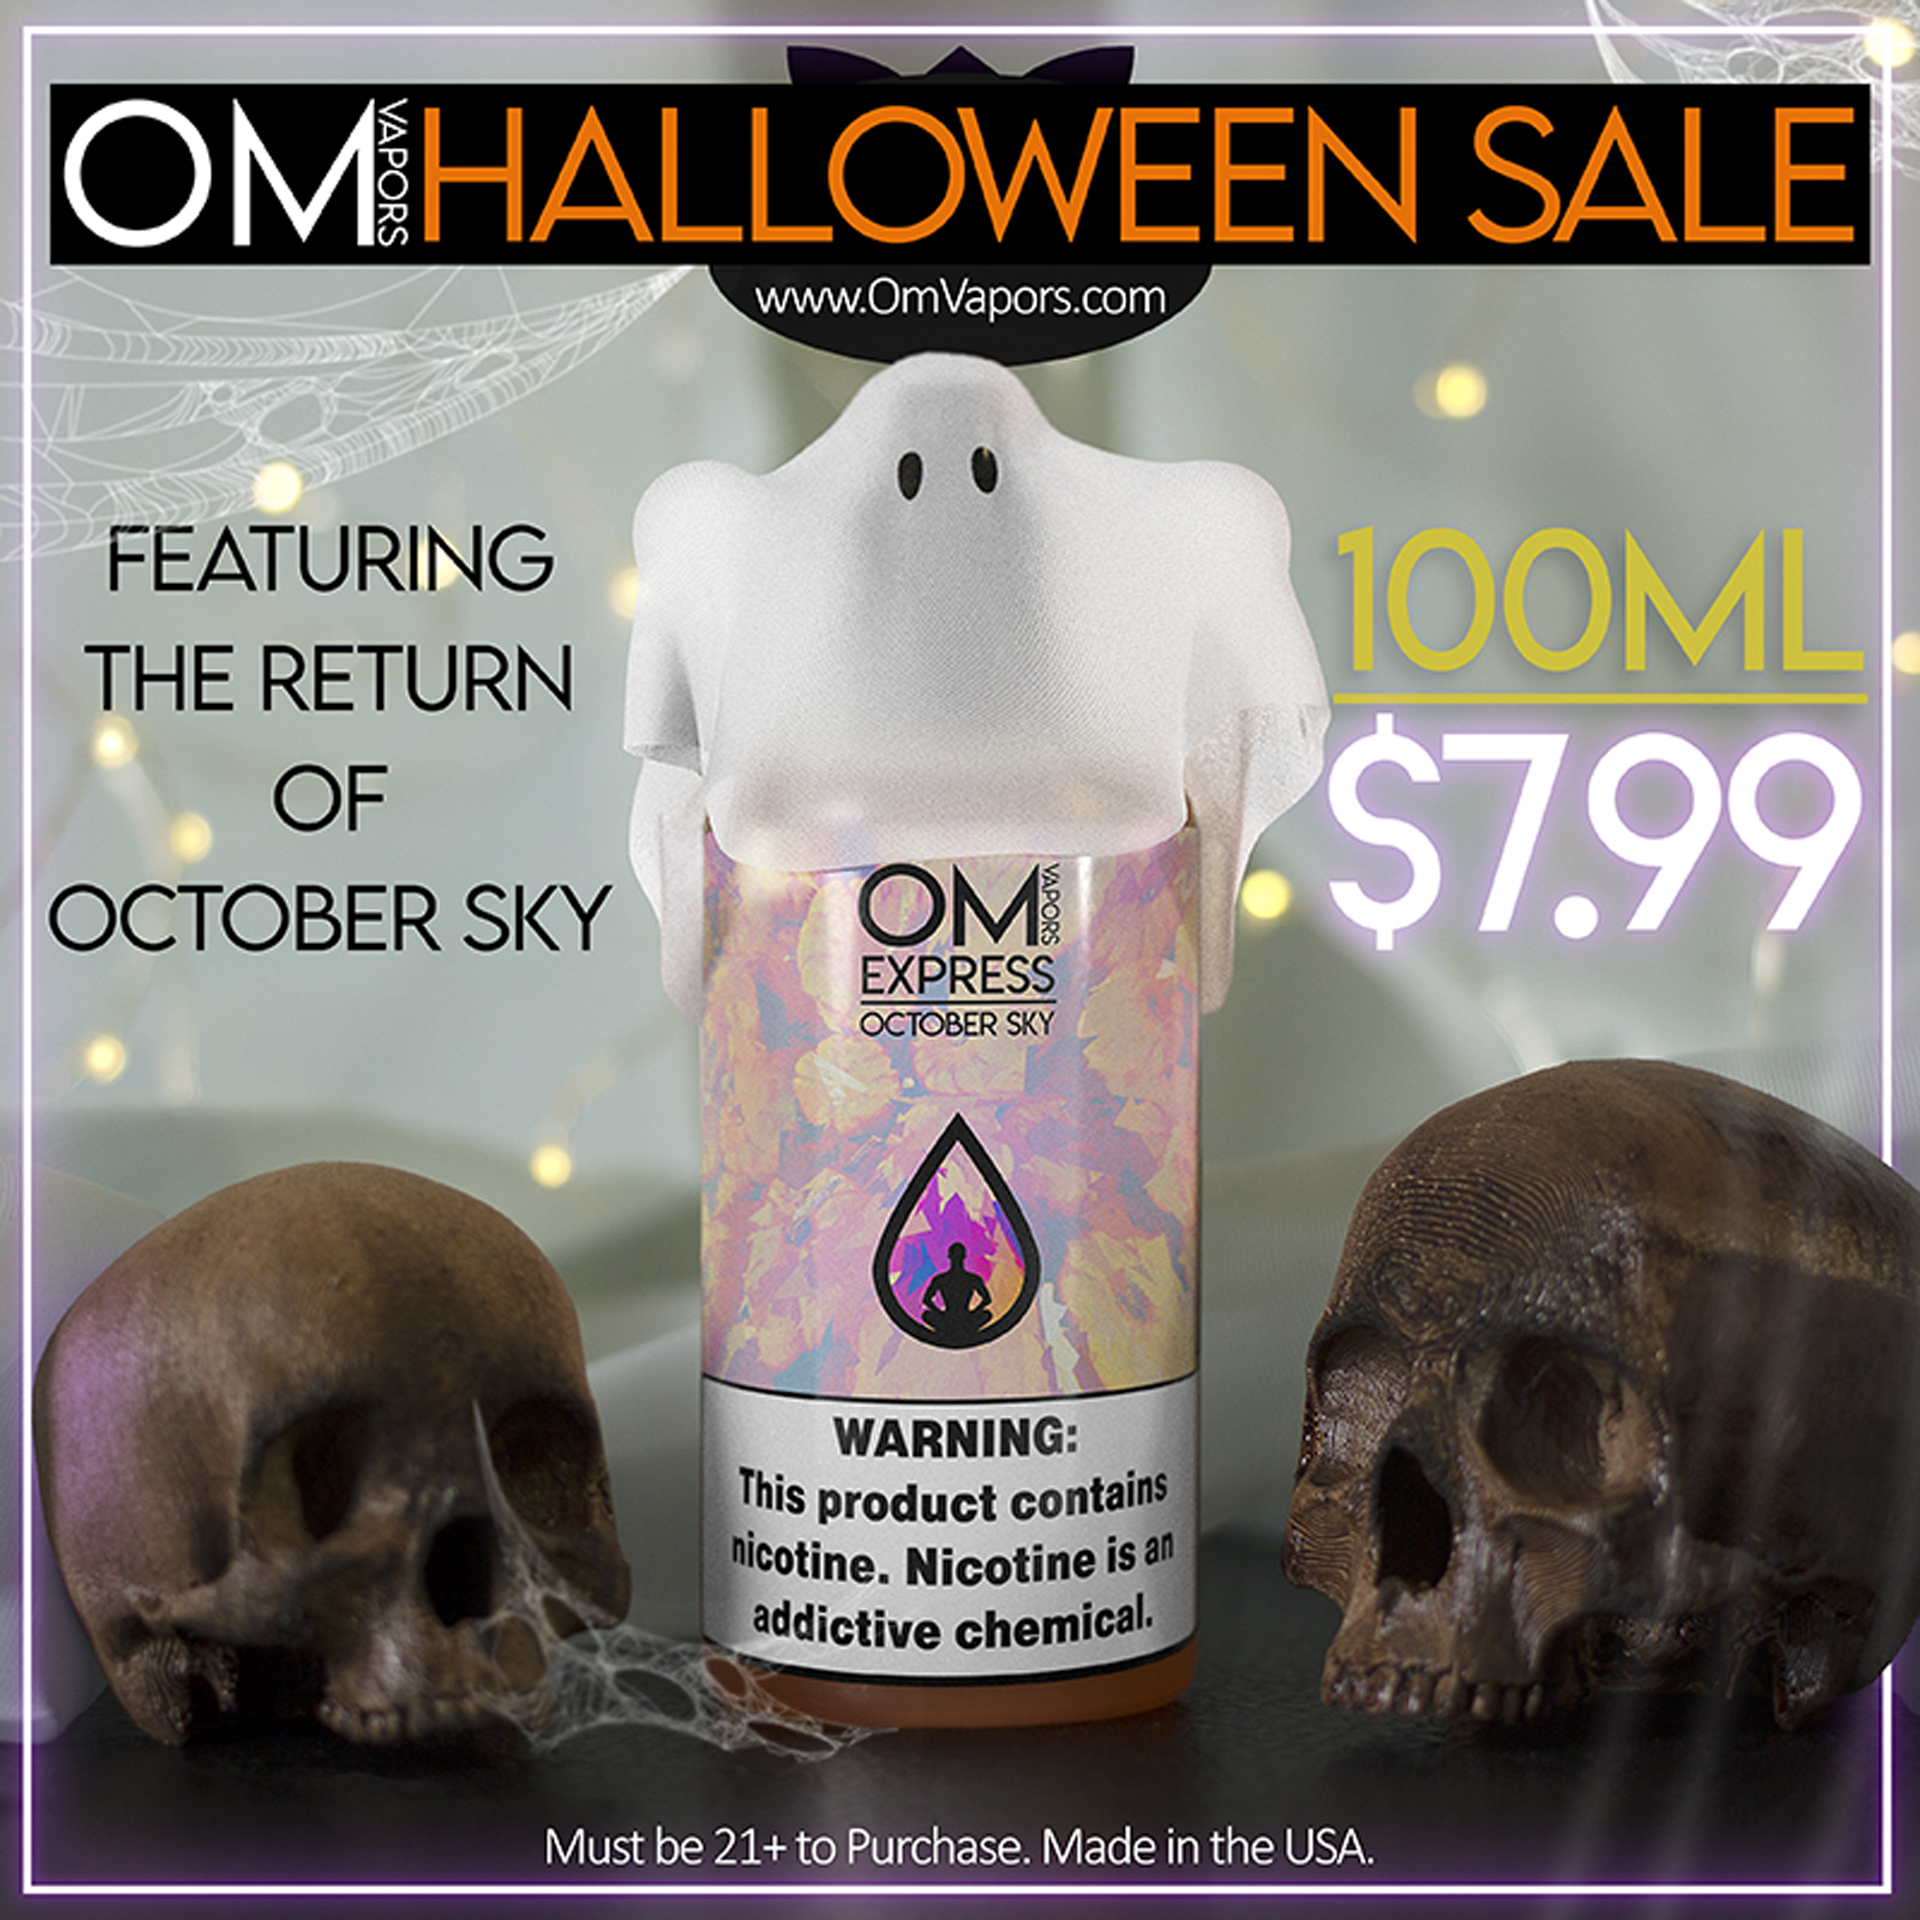 OM VAPORS HALLOWEEN SALE
www.OmVapors.com
FEATURING
THE RETURN
OF
OCTOBER SKY
100ML
$7.99
OM VAPORS
EXPRESS
OCTOBER SKY
WARNING:
This product contains
nicotine. Nicotine is an
addictive chemical.
Must be 21+ to Purchase. Made in the USA.